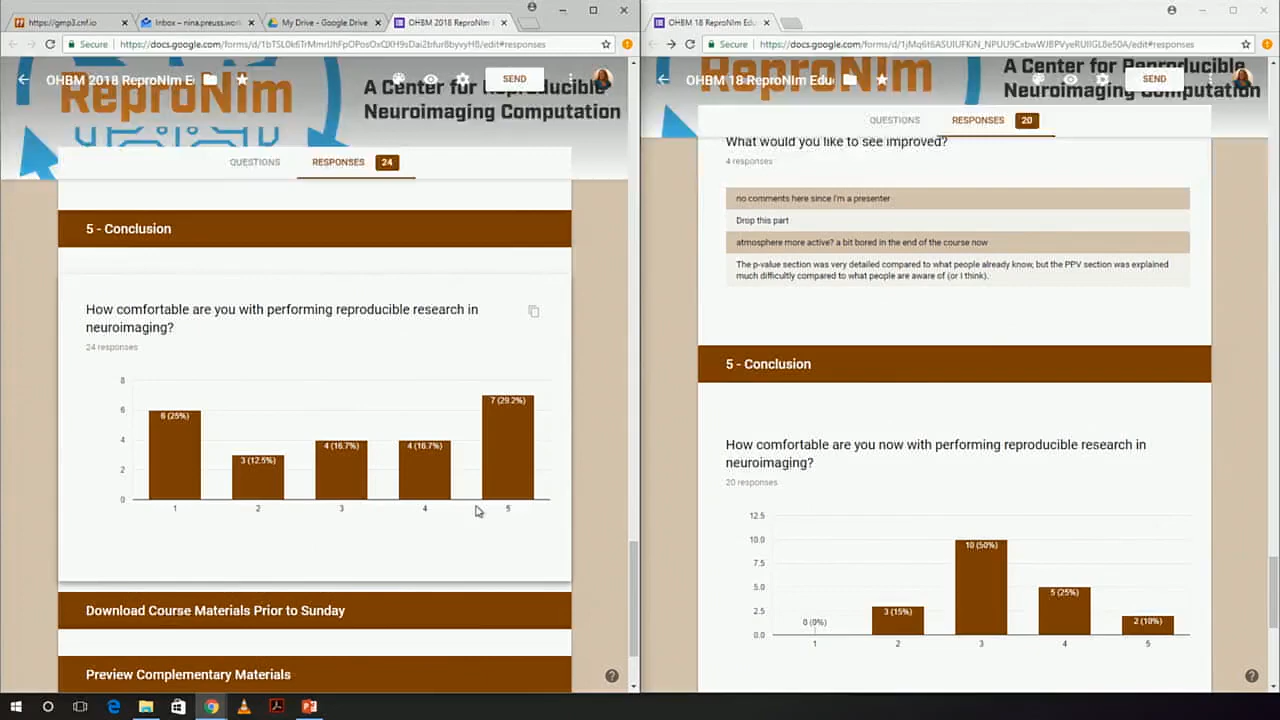 https://gmp3.cnf.io
Inbox – nina.preuss.work
My Drive - Google Drive
OHBM 2018 ReproNIm E
Secure
https://docs.google.com/forms/d/1bTSL0k6TrMmrIJhFpOPosOxQXH9sDai2bfur8byvyH8/edit#responses
OHBM 2018 ReproNIm E
SEND
ReproNIm
A Center for Reproducible
Neuroimaging Computation
QUESTIONS
RESPONSES 24
5 - Conclusion
How comfortable are you with performing reproducible research in
neuroimaging?
24 responses
8
6
4
2
0
6 (25%)
3 (12.5%)
4 (16.7%)
4 (16.7%)
7 (29.2%)
1 2 3 4 5
Download Course Materials Prior to Sunday
Preview Complementary Materials
OHBM 18 ReproNIm Edu
Secure
OHBM 18 ReproNIm Edu
SEND
ReproNIm
A Center for Reproducible
Neuroimaging Computation
QUESTIONS
RESPONSES 20
What would you like to see improved?
4 responses
no comments here since I'm a presenter
Drop this part
atmosphere more active? a bit bored in the end of the course now
The p-value section was very detailed compared to what people already know, but the PPV section was explained
much difficultly compared to what people are aware of (or I think).
5 - Conclusion
How comfortable are you now with performing reproducible research in
neuroimaging?
20 responses
12.5
10.0
7.5
5.0
2.5
0.0
0 (0%)
3 (15%)
10 (50%)
5 (25%)
2 (10%)
1 2 3 4 5